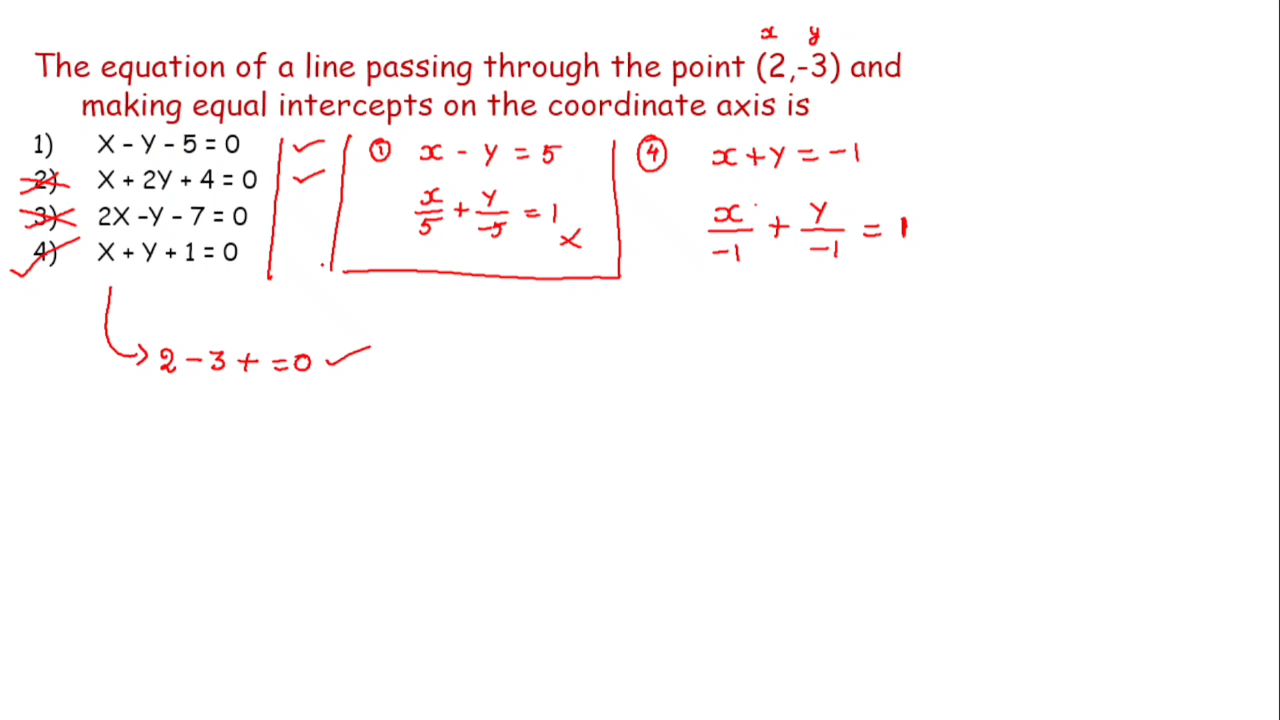 x y
The equation of a line passing through the point (2,-3) and
making equal intercepts on the coordinate axis is
1) X - Y - 5 = 0
2) X + 2Y + 4 = 0
3) 2X -Y - 7 = 0
4) X + Y + 1 = 0
① x - y = 5
x/5 + y/-5 = 1 ×
④ x + y = -1
x/-1 + y/-1 = 1
2 - 3 + = 0 ✓